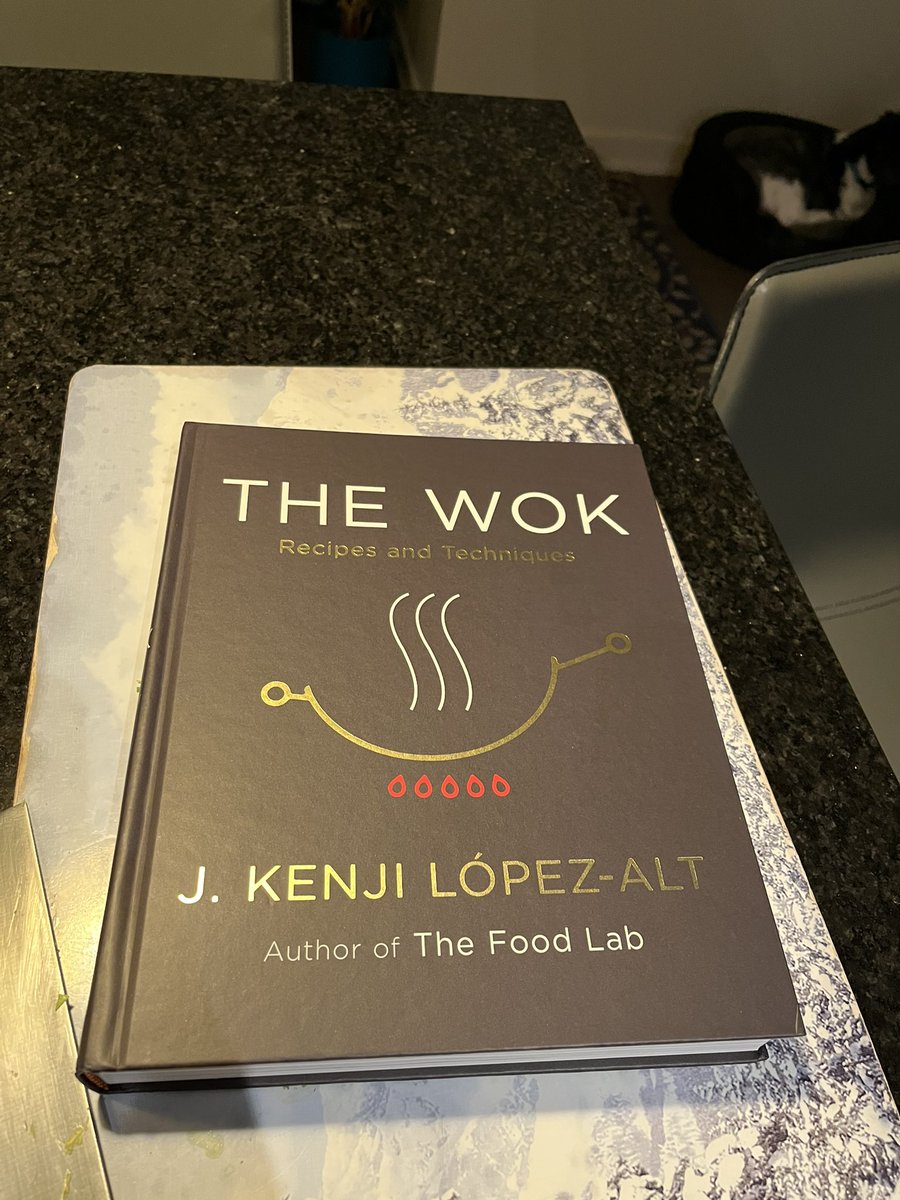 THE WOK
Recipes and Techniques
J. KENJI LÓPEZ-ALT
Author of The Food Lab